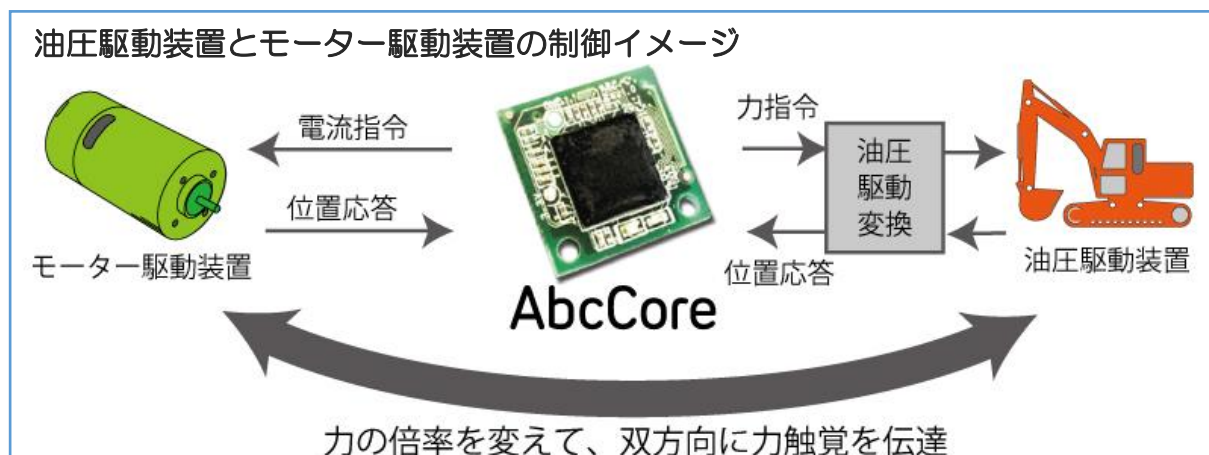 油圧駆動装置とモーター駆動装置の制御イメージ
電流指令
位置応答
モーター駆動装置
AbcCore
力指令
油圧
駆動
変換
位置応答
油圧駆動装置
力の倍率を変えて、双方向に力触覚を伝達